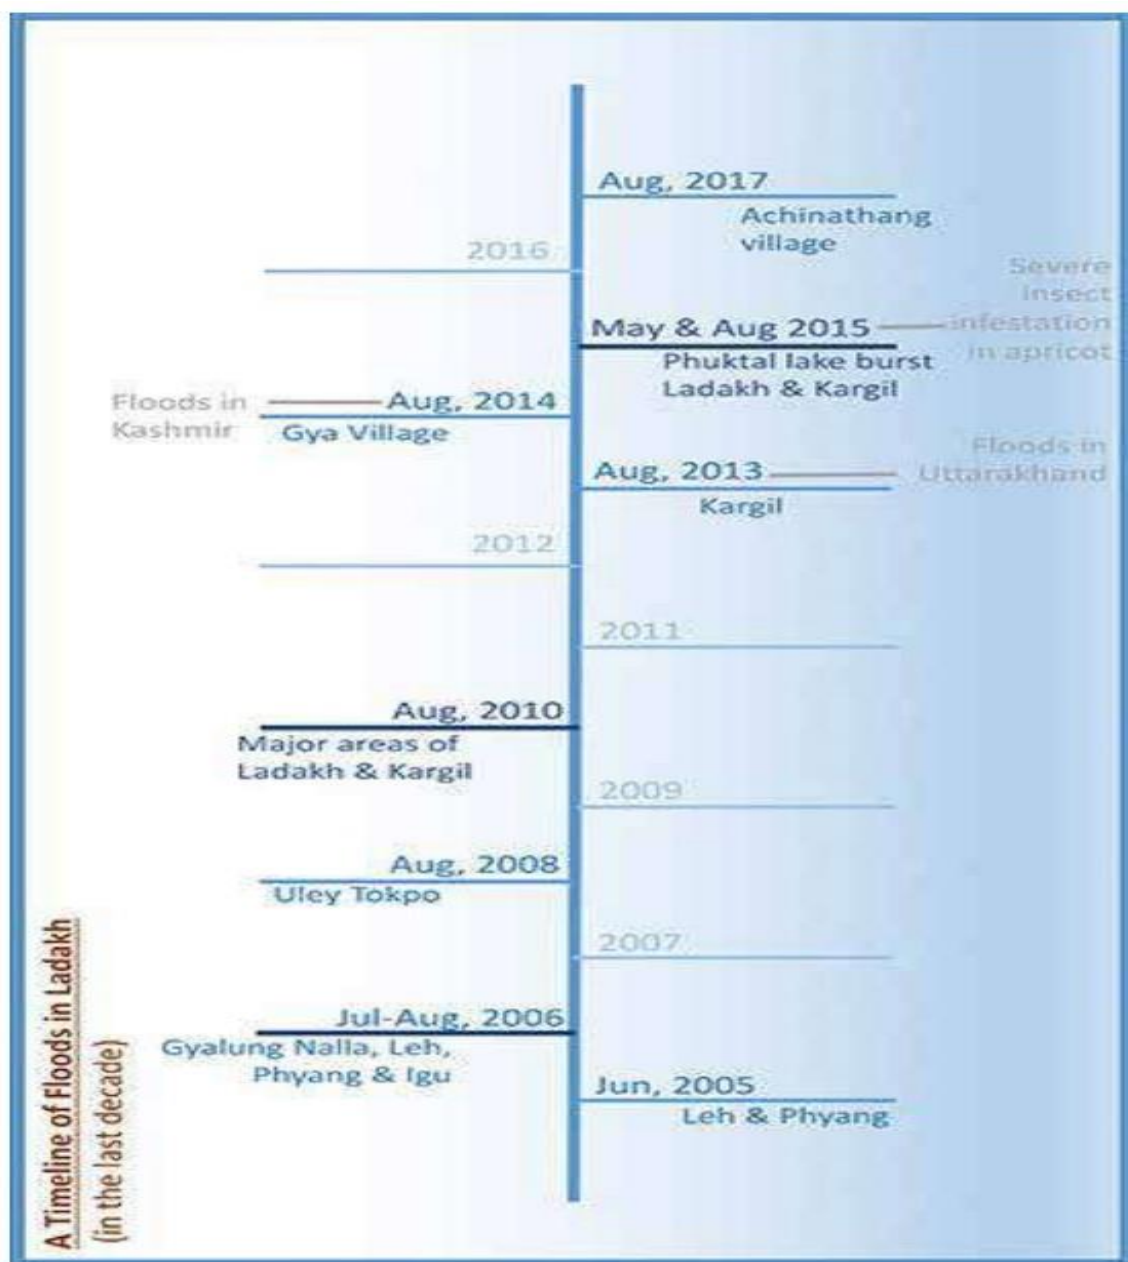 Aug, 2017
Achinathang
village
2016
Severe
insect
infestation
in apricot
May & Aug 2015
Phuktal lake burst
Ladakh & Kargil
Floods in
Kashmir
Aug, 2014
Gya Village
Floods in
Uttarakhand
Aug, 2013
Kargil
2012
2011
Aug, 2010
Major areas of
Ladakh & Kargil
2009
Aug, 2008
Uley Tokpo
2007
Jul-Aug, 2006
Gyalung Nalla, Leh,
Phyang & Igu
Jun, 2005
Leh & Phyang
A Timeline of Floods in Ladakh
(in the last decade)